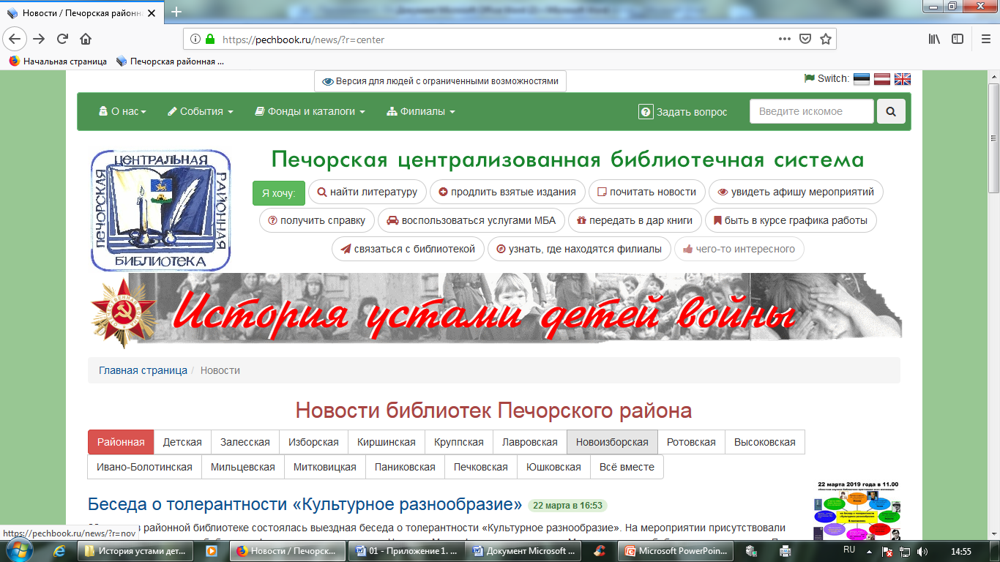 Новости / Печорская районн
https://pechbook.ru/news/?r=center
Начальная страница Печорская районная ...
Версия для людей с ограниченными возможностями
Switch:
О нас События Фонды и каталоги Филиалы Задать вопрос Введите искомое
ПЕЧОРСКАЯ ЦЕНТРАЛЬНАЯ РАЙОННАЯ БИБЛИОТЕКА
Печорская централизованная библиотечная система
Я хочу: найти литературу продлить взятые издания почитать новости увидеть афишу мероприятий
получить справку воспользоваться услугами МБА передать в дар книги быть в курсе графика работы
связаться с библиотекой узнать, где находятся филиалы чего-то интересного
История устами детей войны
Главная страница / Новости
Новости библиотек Печорского района
Районная Детская Залесская Изборская Киршинская Круппская Лавровская Новоизборская Ротовская Высоковская
Ивано-Болотинская Мильцевская Митковицкая Паниковская Печковская Юшковская Всё вместе
22 марта 2019 года в 11.00
Беседа о толерантности «Культурное разнообразие» 22 марта в 16:53
в районной библиотеке состоялась выездная беседа о толерантности «Культурное разнообразие». На мероприятии присутствовали
https://pechbook.ru/news/?r=nov
История устами дет... Новости / Печорск... 01 - Приложение 1. ... Документ Microsoft ... Microsoft PowerPoin... RU 14:55